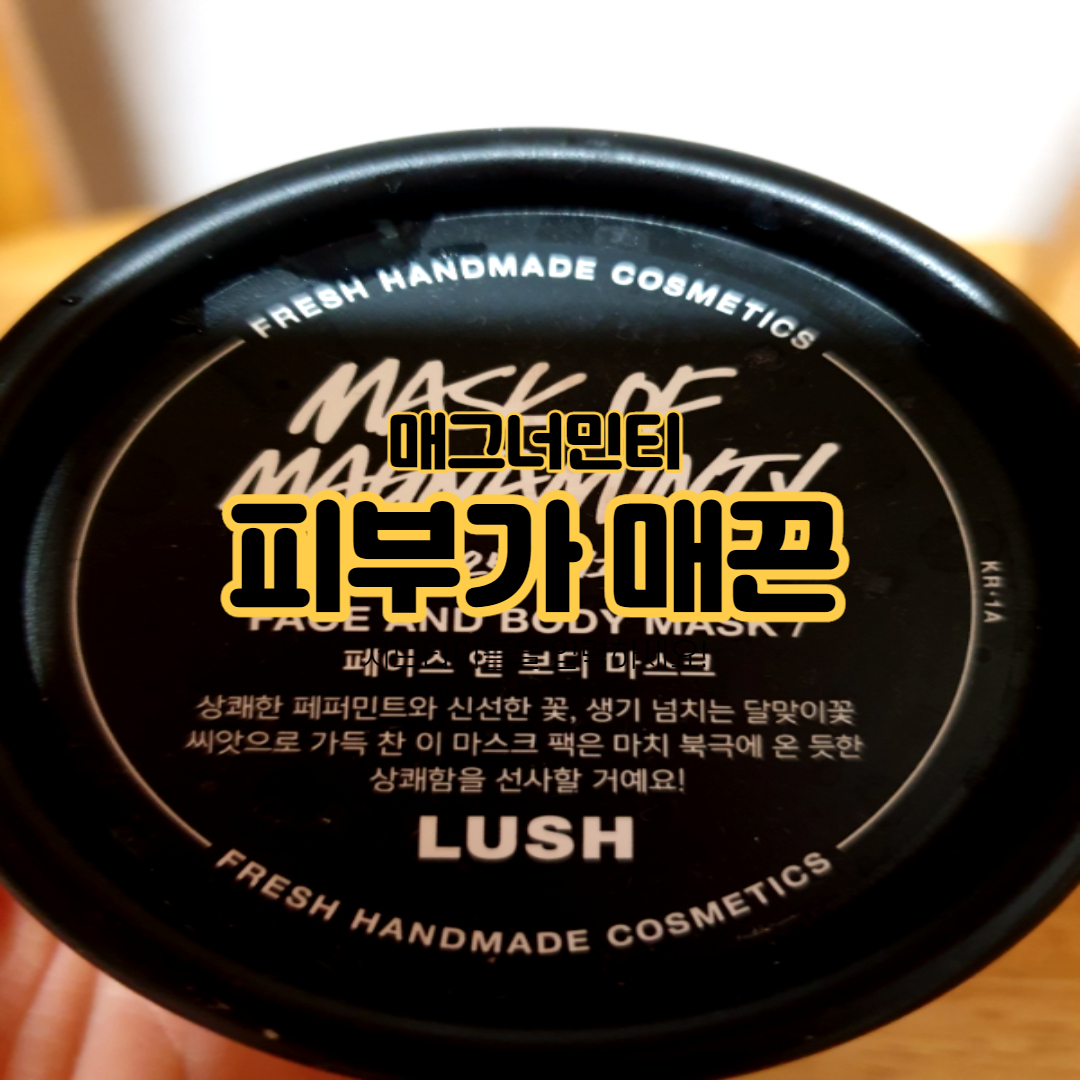 FRESH HANDMADE COSMETICS
MASK OF
매그너민티
MAGNAMINTY
피부가 매끈
FACE AND BODY MASK /
페이스 앤 보디 마스크
KR·1A
상쾌한 페퍼민트와 신선한 꽃, 생기 넘치는 달맞이꽃
씨앗으로 가득 찬 이 마스크 팩은 마치 북극에 온 듯한
상쾌함을 선사할 거예요!
LUSH
FRESH HANDMADE COSMETICS